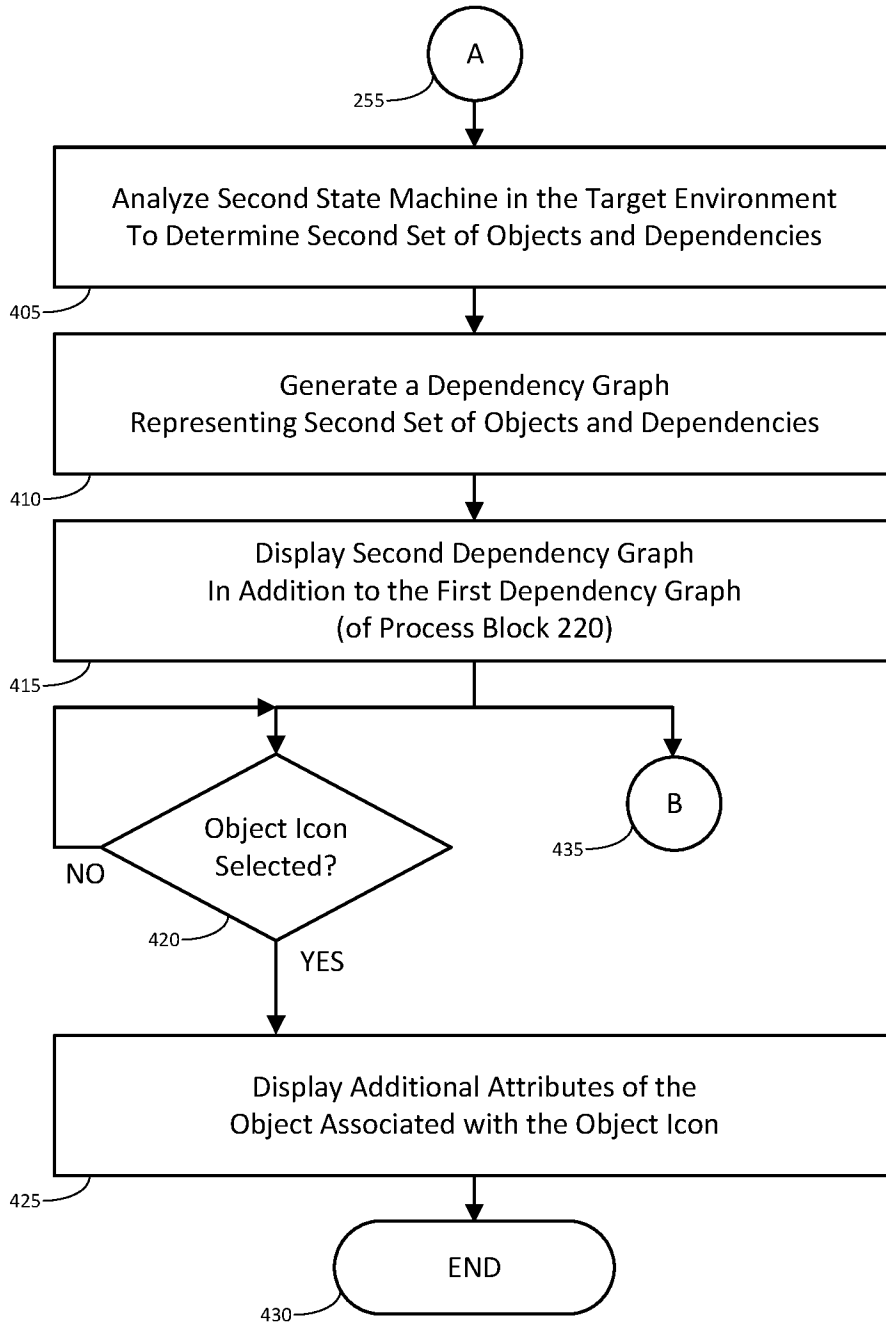 A
255
Analyze Second State Machine in the Target Environment
To Determine Second Set of Objects and Dependencies
405
Generate a Dependency Graph
Representing Second Set of Objects and Dependencies
410
Display Second Dependency Graph
In Addition to the First Dependency Graph
(of Process Block 220)
415
Object Icon
Selected?
NO
420
YES
B
435
Display Additional Attributes of the
Object Associated with the Object Icon
425
END
430